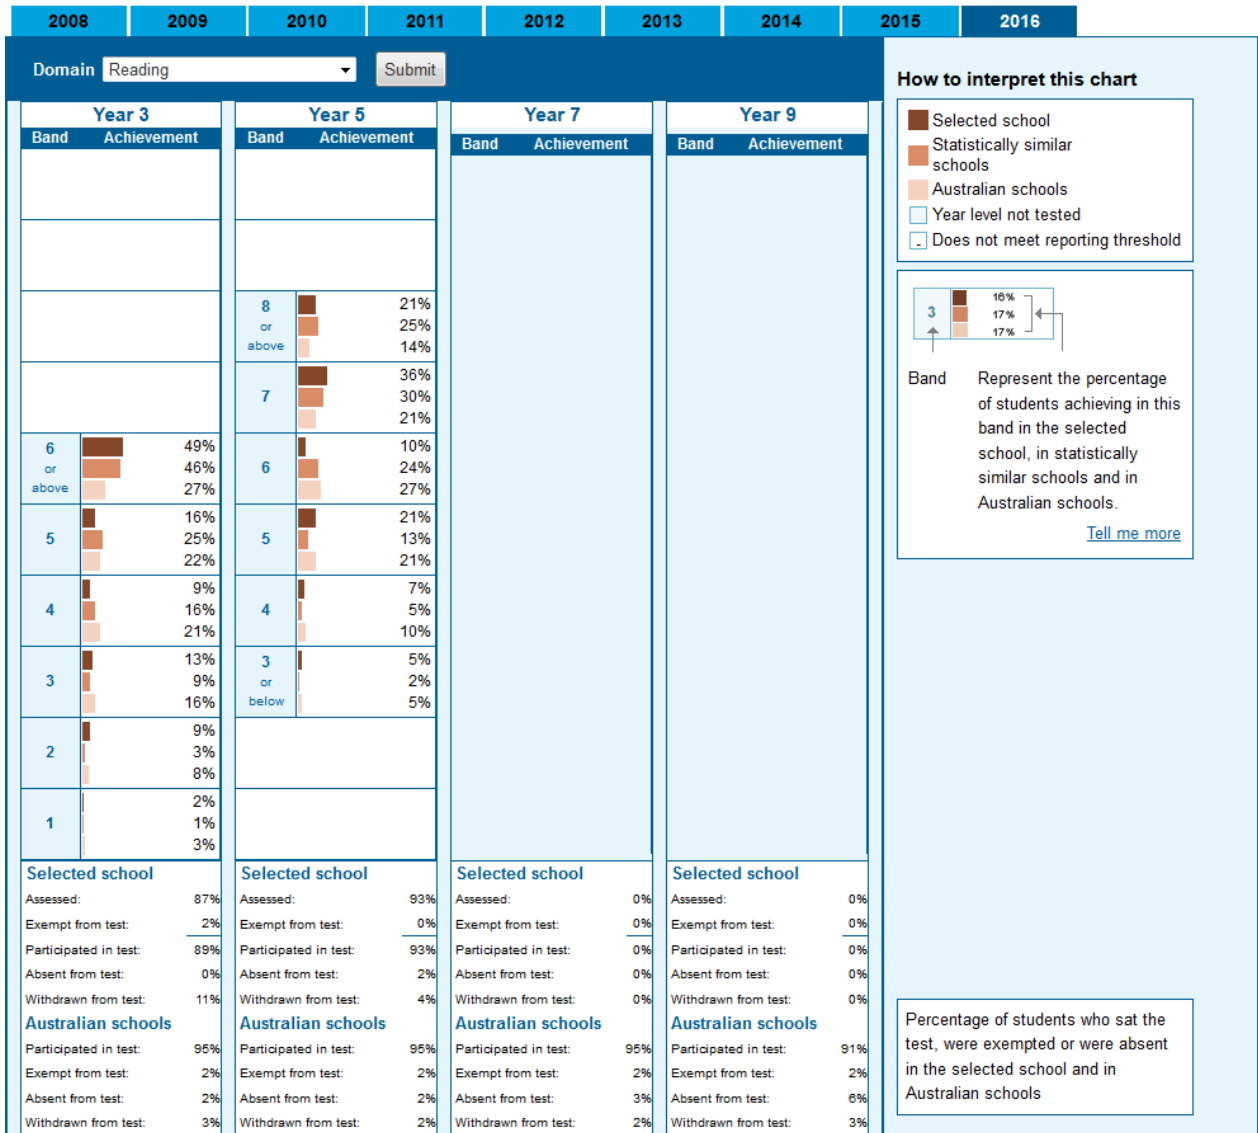 2008 2009 2010 2011 2012 2013 2014 2015 2016
Domain Reading Submit
Year 3
Band Achievement
6 or above
49%
46%
27%
5
16%
25%
22%
4
9%
16%
21%
3
13%
9%
16%
2
9%
3%
8%
1
2%
1%
3%
Selected school
Assessed: 87%
Exempt from test: 2%
Participated in test: 89%
Absent from test: 0%
Withdrawn from test: 11%
Australian schools
Participated in test: 95%
Exempt from test: 2%
Absent from test: 2%
Withdrawn from test: 3%
Year 5
Band Achievement
8 or above
21%
25%
14%
7
36%
30%
21%
6
10%
24%
27%
5
21%
13%
21%
4
7%
5%
10%
3 or below
5%
2%
5%
Selected school
Assessed: 93%
Exempt from test: 0%
Participated in test: 93%
Absent from test: 2%
Withdrawn from test: 4%
Australian schools
Participated in test: 95%
Exempt from test: 2%
Absent from test: 2%
Withdrawn from test: 2%
Year 7
Band Achievement
Selected school
Assessed: 0%
Exempt from test: 0%
Participated in test: 0%
Absent from test: 0%
Withdrawn from test: 0%
Australian schools
Participated in test: 95%
Exempt from test: 2%
Absent from test: 3%
Withdrawn from test: 2%
Year 9
Band Achievement
Selected school
Assessed: 0%
Exempt from test: 0%
Participated in test: 0%
Absent from test: 0%
Withdrawn from test: 0%
Australian schools
Participated in test: 91%
Exempt from test: 2%
Absent from test: 6%
Withdrawn from test: 3%
How to interpret this chart
Selected school
Statistically similar
schools
Australian schools
Year level not tested
- Does not meet reporting threshold
3
16%
17%
17%
Band
Represent the percentage
of students achieving in this
band in the selected
school, in statistically
similar schools and in
Australian schools.
Tell me more
Percentage of students who sat the
test, were exempted or were absent
in the selected school and in
Australian schools